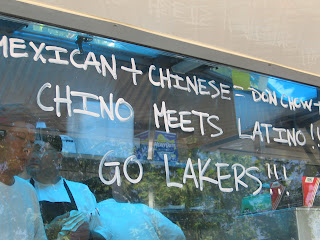 MEXICAN + CHINESE = DON CHOW
CHINO MEETS LATINO!!
GO LAKERS!!!